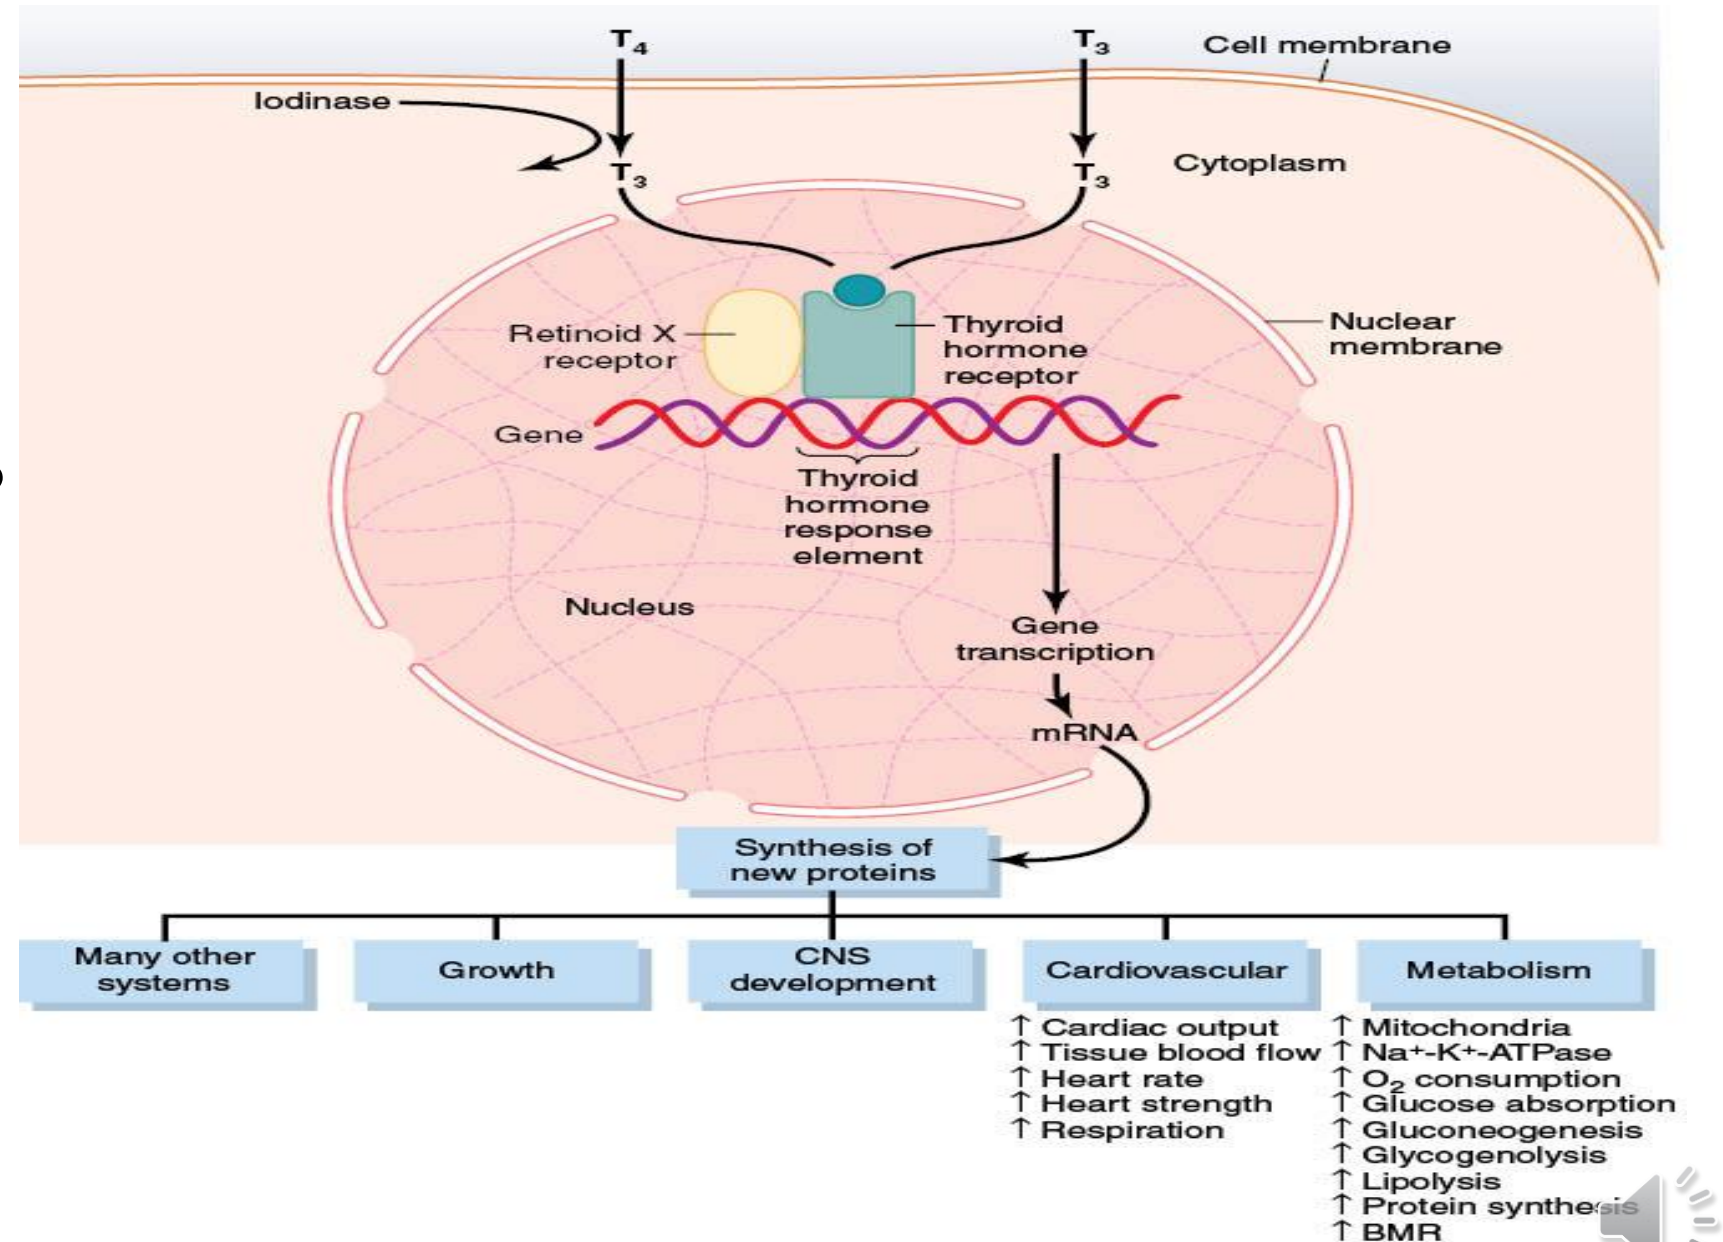 T4
T3
Cell membrane
Iodinase
T3
T3
Cytoplasm
Retinoid X
receptor
Thyroid
hormone
receptor
Nuclear
membrane
Gene
Thyroid
hormone
response
element
Nucleus
Gene
transcription
mRNA
Synthesis of
new proteins
Many other
systems
Growth
CNS
development
Cardiovascular
↑ Cardiac output
↑ Tissue blood flow
↑ Heart rate
↑ Heart strength
↑ Respiration
Metabolism
↑ Mitochondria
↑ Na⁺-K⁺-ATPase
↑ O₂ consumption
↑ Glucose absorption
↑ Gluconeogenesis
↑ Glycogenolysis
↑ Lipolysis
↑ Protein synthesis
↑ BMR